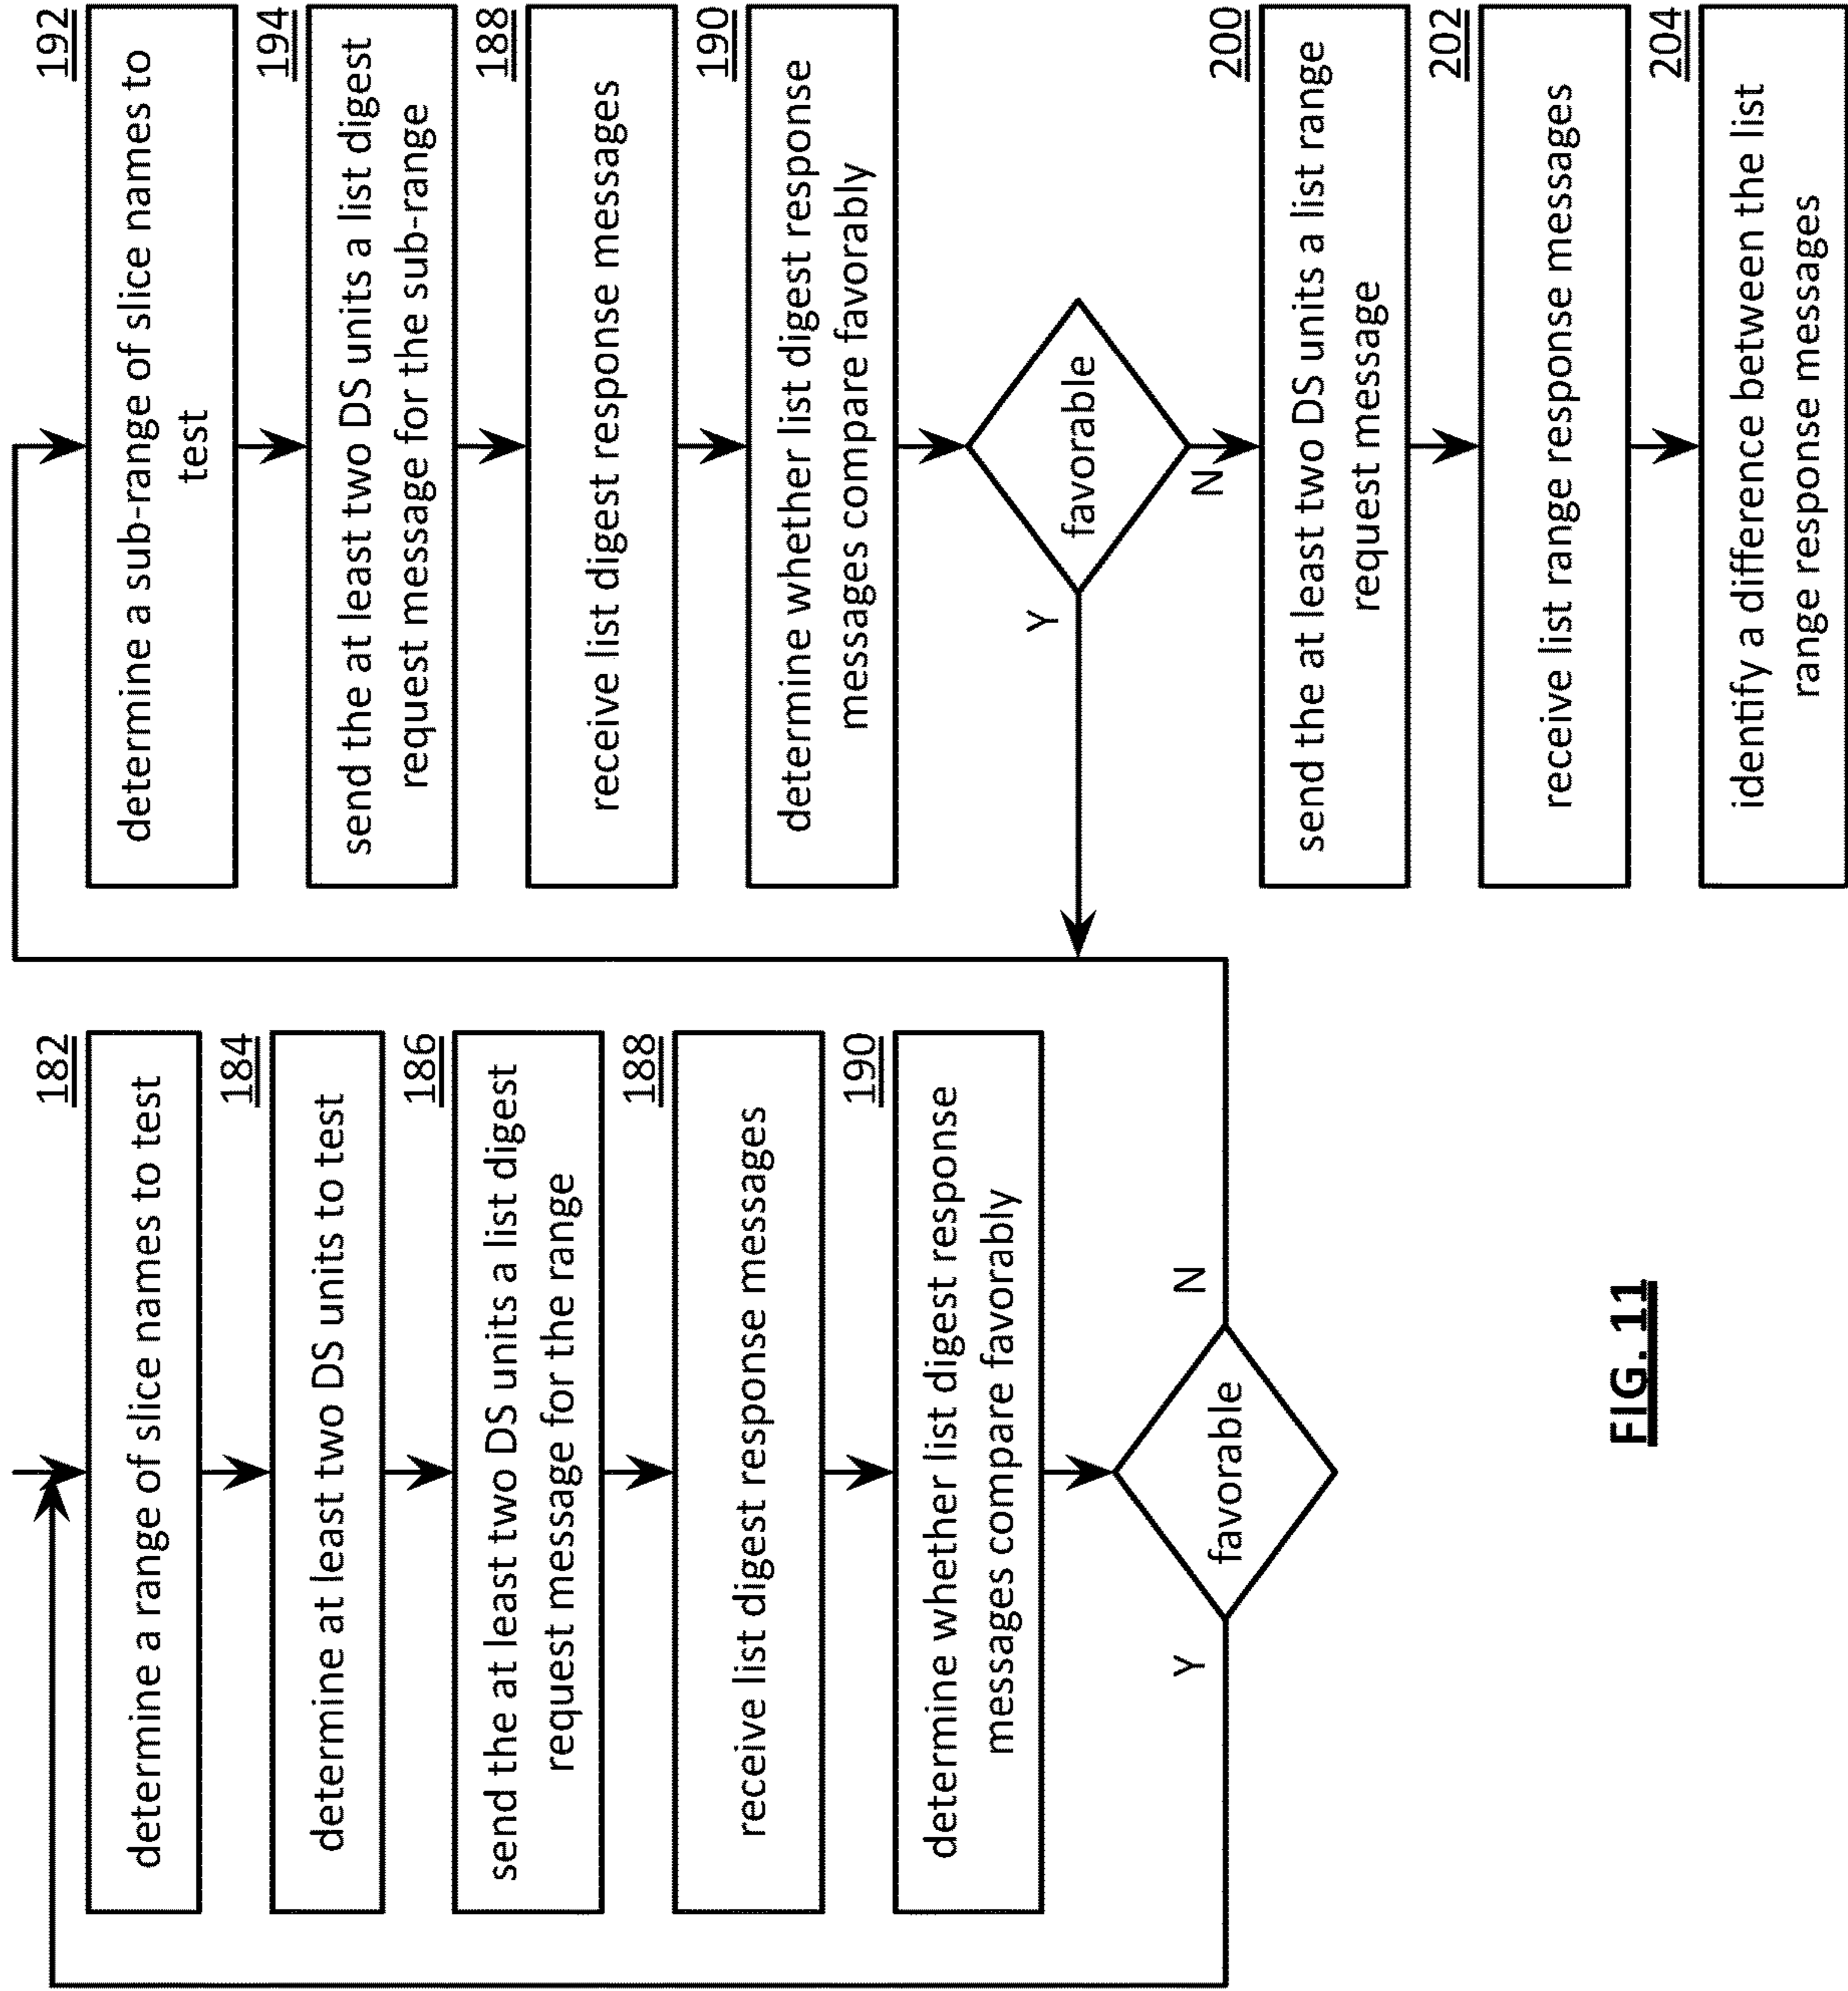 182
determine a range of slice names to test
184
determine at least two DS units to test
186
send the at least two DS units a list digest
request message for the range
188
receive list digest response messages
190
determine whether list digest response
messages compare favorably
favorable
Y
N
192
determine a sub-range of slice names to
test
194
send the at least two DS units a list digest
request message for the sub-range
188
receive list digest response messages
190
determine whether list digest response
messages compare favorably
favorable
Y
N
200
send the at least two DS units a list range
request message
202
receive list range response messages
204
identify a difference between the list
range response messages
FIG. 11